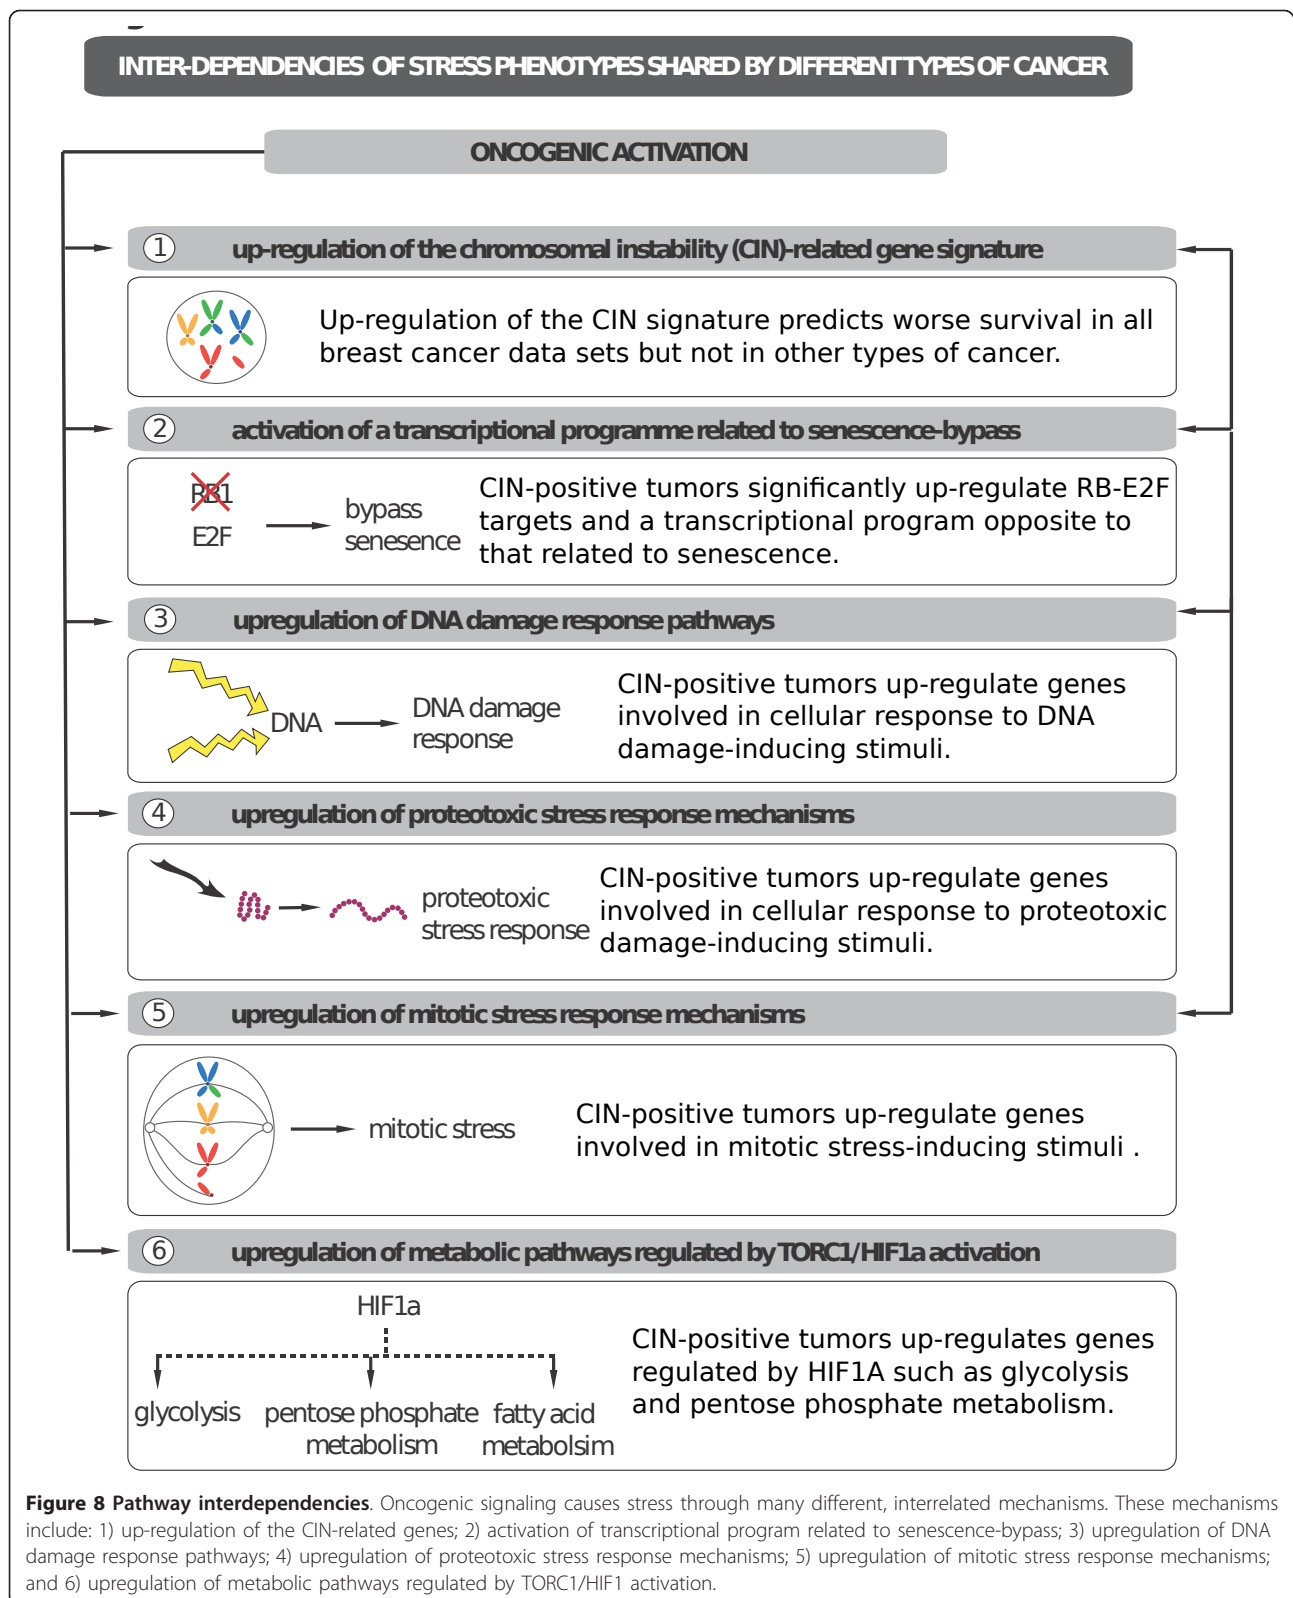 INTER-DEPENDENCIES OF STRESS PHENOTYPES SHARED BY DIFFERENT TYPES OF CANCER
ONCOGENIC ACTIVATION
1 up-regulation of the chromosomal instability (CIN)-related gene signature
Up-regulation of the CIN signature predicts worse survival in all
breast cancer data sets but not in other types of cancer.
2 activation of a transcriptional programme related to senescence-bypass
RB1
E2F
bypass
senesence
CIN-positive tumors significantly up-regulate RB-E2F
targets and a transcriptional program opposite to
that related to senescence.
3 upregulation of DNA damage response pathways
DNA
DNA damage
response
CIN-positive tumors up-regulate genes
involved in cellular response to DNA
damage-inducing stimuli.
4 upregulation of proteotoxic stress response mechanisms
proteotoxic
stress response
CIN-positive tumors up-regulate genes
involved in cellular response to proteotoxic
damage-inducing stimuli.
5 upregulation of mitotic stress response mechanisms
mitotic stress
CIN-positive tumors up-regulate genes
involved in mitotic stress-inducing stimuli .
6 upregulation of metabolic pathways regulated by TORC1/HIF1a activation
HIF1a
glycolysis
pentose phosphate
metabolism
fatty acid
metabolsim
CIN-positive tumors up-regulates genes
regulated by HIF1A such as glycolysis
and pentose phosphate metabolism.
Figure 8 Pathway interdependencies. Oncogenic signaling causes stress through many different, interrelated mechanisms. These mechanisms
include: 1) up-regulation of the CIN-related genes; 2) activation of transcriptional program related to senescence-bypass; 3) upregulation of DNA
damage response pathways; 4) upregulation of proteotoxic stress response mechanisms; 5) upregulation of mitotic stress response mechanisms;
and 6) upregulation of metabolic pathways regulated by TORC1/HIF1 activation.